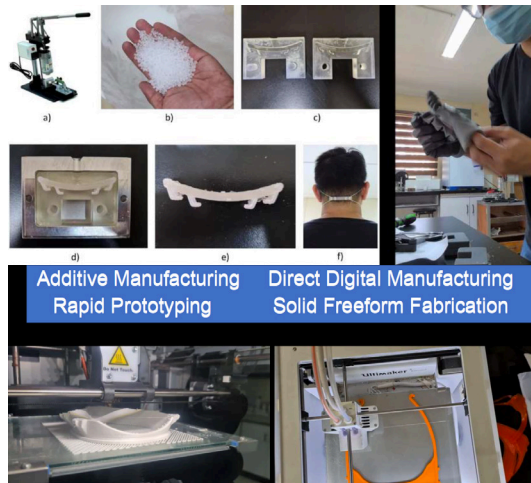 a)
b)
c)
d)
e)
f)
Additive Manufacturing
Direct Digital Manufacturing
Rapid Prototyping
Solid Freeform Fabrication
Do Not Touch
Ultimaker